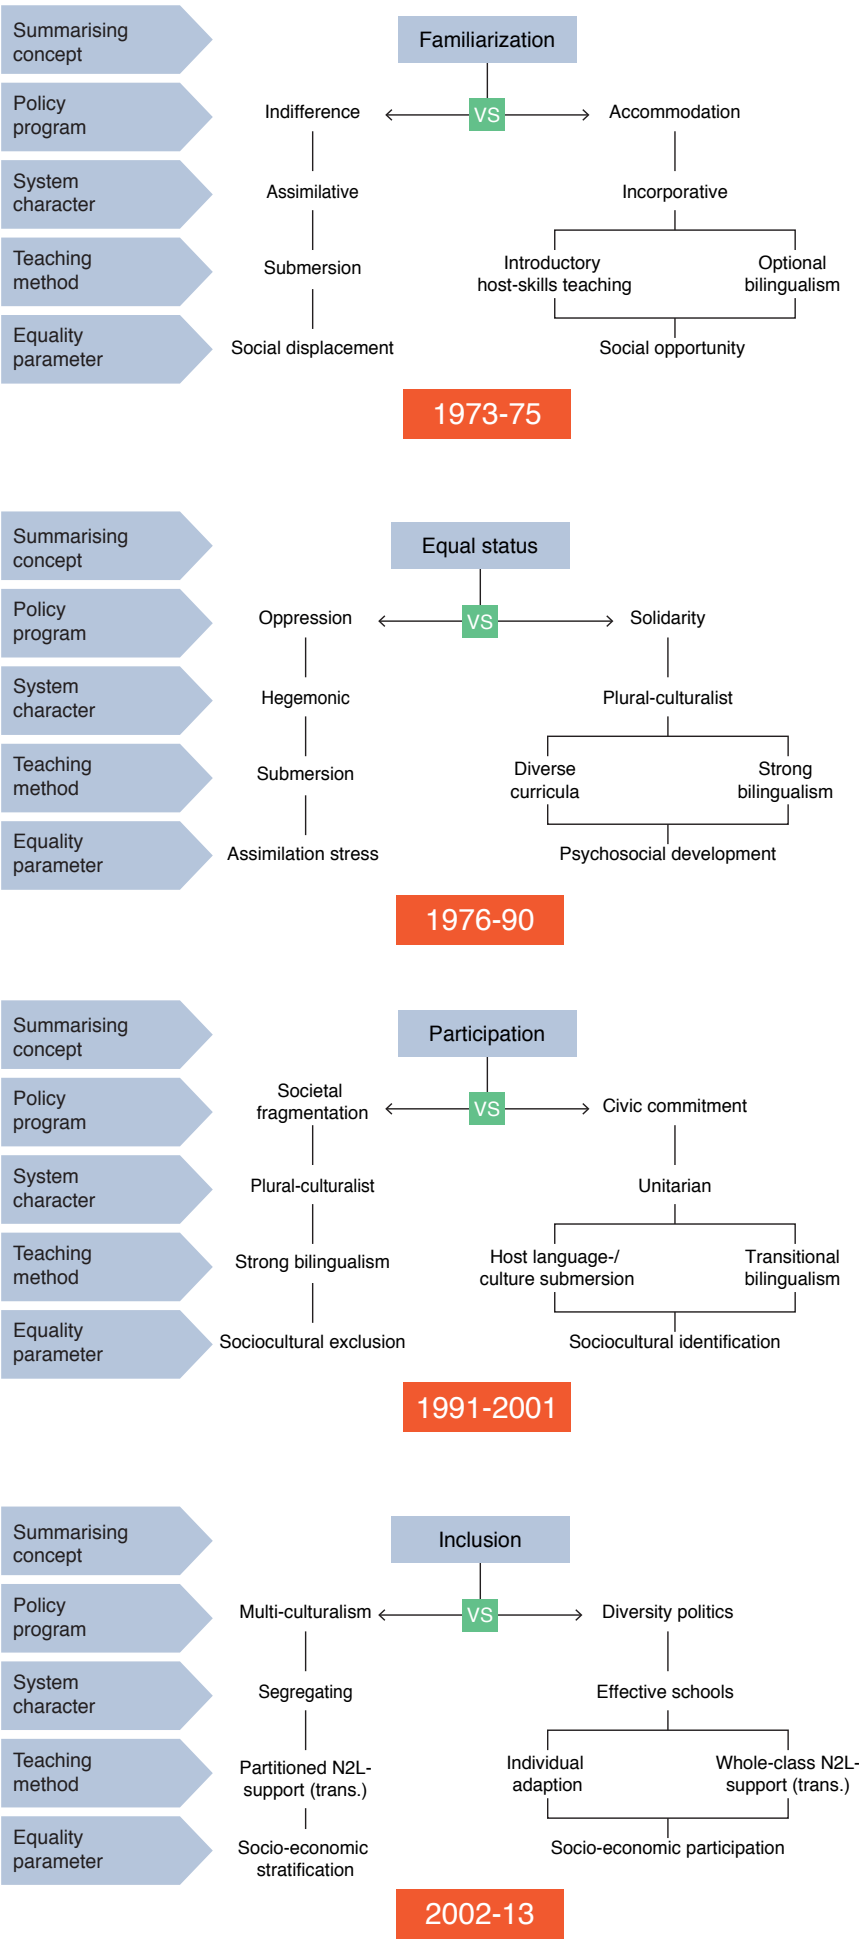 Summarising
concept
Familiarization
Policy
program
Indifference
VS
Accommodation
System
character
Assimilative
Incorporative
Teaching
method
Submersion
Introductory
host-skills teaching
Optional
bilingualism
Equality
parameter
Social displacement
Social opportunity
1973-75
Summarising
concept
Equal status
Policy
program
Oppression
VS
Solidarity
System
character
Hegemonic
Plural-culturalist
Teaching
method
Submersion
Diverse
curricula
Strong
bilingualism
Equality
parameter
Assimilation stress
Psychosocial development
1976-90
Summarising
concept
Participation
Policy
program
Societal
fragmentation
VS
Civic commitment
System
character
Plural-culturalist
Unitarian
Teaching
method
Strong bilingualism
Host language-/
culture submersion
Transitional
bilingualism
Equality
parameter
Sociocultural exclusion
Sociocultural identification
1991-2001
Summarising
concept
Inclusion
Policy
program
Multi-culturalism
VS
Diversity politics
System
character
Segregating
Effective schools
Teaching
method
Partitioned N2L-
support (trans.)
Individual
adaption
Whole-class N2L-
support (trans.)
Equality
parameter
Socio-economic
stratification
Socio-economic participation
2002-13